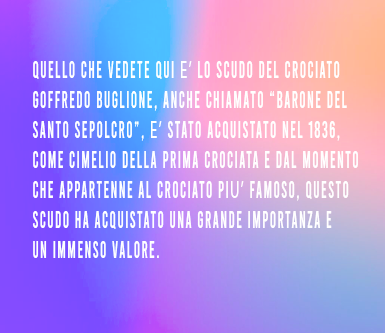 QUELLO CHE VEDETE QUI E' LO SCUDO DEL CROCIATO
GOFFREDO BUGLIONE, ANCHE CHIAMATO “BARONE DEL
SANTO SEPOLCRO”, E' STATO ACQUISTATO NEL 1836,
COME CIMELIO DELLA PRIMA CROCIATA E DAL MOMENTO
CHE APPARTENNE AL CROCIATO PIU' FAMOSO, QUESTO
SCUDO HA ACQUISTATO UNA GRANDE IMPORTANZA E
UN IMMENSO VALORE.